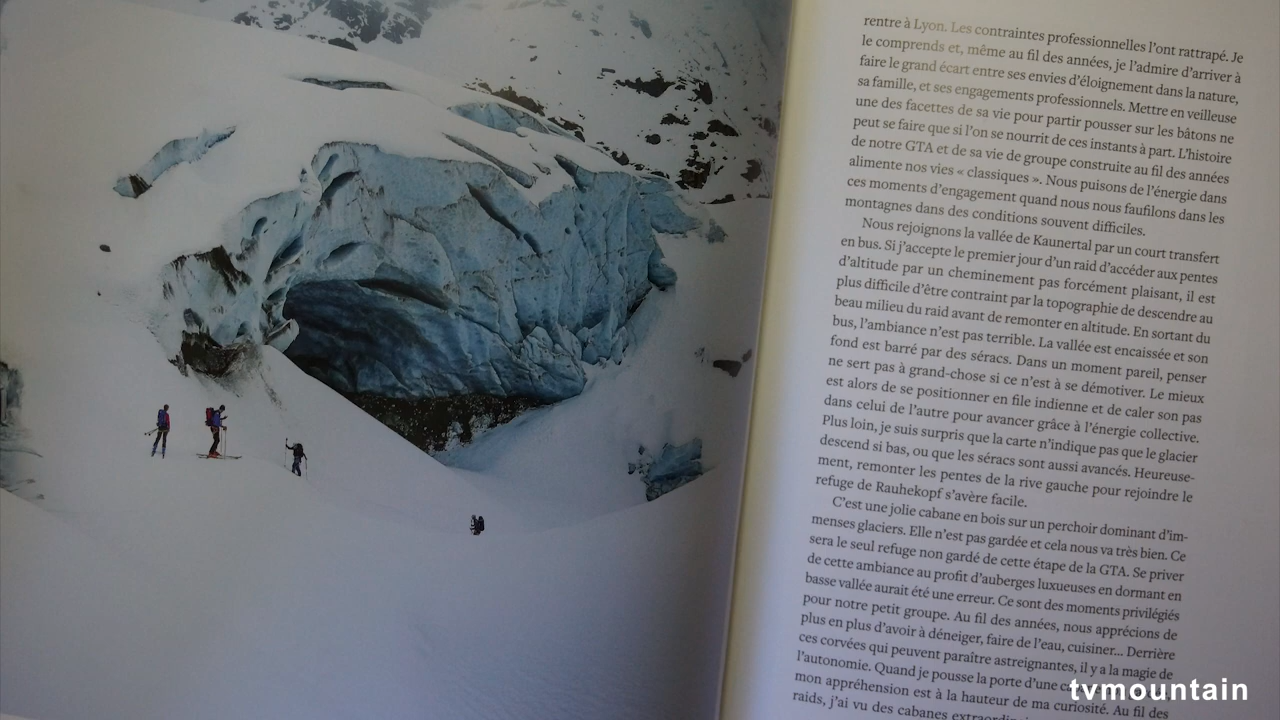 rentre à Lyon. Les contraintes professionnelles l'ont rattrapé. Je
le comprends et, même au fil des années, je l'admire d'arriver à
faire le grand écart entre ses envies d'éloignement dans la nature,
sa famille, et ses engagements professionnels. Mettre en veilleuse
une des facettes de sa vie pour partir pousser sur les bâtons ne
peut se faire que si l'on se nourrit de ces instants à part. L'histoire
de notre GTA et de sa vie de groupe construite au fil des années
alimente nos vies « classiques ». Nous puisons de l'énergie dans
ces moments d'engagement quand nous nous faufilons dans les
montagnes dans des conditions souvent difficiles.
Nous rejoignons la vallée de Kaunertal par un court transfert
en bus. Si j'accepte le premier jour d'un raid d'accéder aux pentes
d'altitude par un cheminement pas forcément plaisant, il est
plus difficile d'être contraint par la topographie de descendre au
beau milieu du raid avant de remonter en altitude. En sortant du
bus, l'ambiance n'est pas terrible. La vallée est encaissée et son
fond est barré par des séracs. Dans un moment pareil, penser
ne sert pas à grand-chose si ce n'est à se démotiver. Le mieux
est alors de se positionner en file indienne et de caler son pas
dans celui de l'autre pour avancer grâce à l'énergie collective.
Plus loin, je suis surpris que la carte n'indique pas que le glacier
descend si bas, ou que les séracs sont aussi avancés. Heureuse-
ment, remonter les pentes de la rive gauche pour rejoindre le
refuge de Rauhekopf s'avère facile.
C'est une jolie cabane en bois sur un perchoir dominant d'im-
menses glaciers. Elle n'est pas gardée et cela nous va très bien. Ce
sera le seul refuge non gardé de cette étape de la GTA. Se priver
de cette ambiance au profit d'auberges luxueuses en dormant en
basse vallée aurait été une erreur. Ce sont des moments privilégiés
pour notre petit groupe. Au fil des années, nous apprécions de
plus en plus d'avoir à déneiger, faire de l'eau, cuisiner... Derrière
ces corvées qui peuvent paraître astreignantes, il y a la magie de
l'autonomie. Quand je pousse la porte d'une
mon appréhension est à la hauteur de ma curiosité. Au fil des
raids, j'ai vu des cabanes
tvmountain